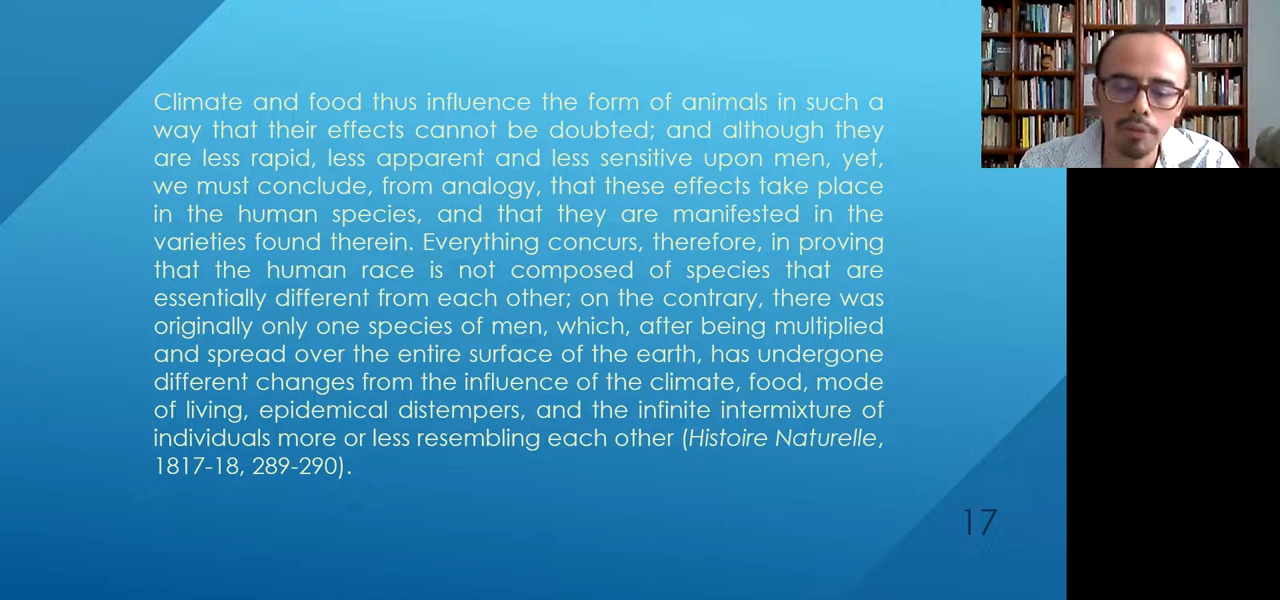 Climate and food thus influence the form of animals in such a
way that their effects cannot be doubted; and although they
are less rapid, less apparent and less sensitive upon men, yet,
we must conclude, from analogy, that these effects take place
in the human species, and that they are manifested in the
varieties found therein. Everything concurs, therefore, in proving
that the human race is not composed of species that are
essentially different from each other; on the contrary, there was
originally only one species of men, which, after being multiplied
and spread over the entire surface of the earth, has undergone
different changes from the influence of the climate, food, mode
of living, epidemical distempers, and the infinite intermixture of
individuals more or less resembling each other (Histoire Naturelle,
1817-18, 289-290).
17